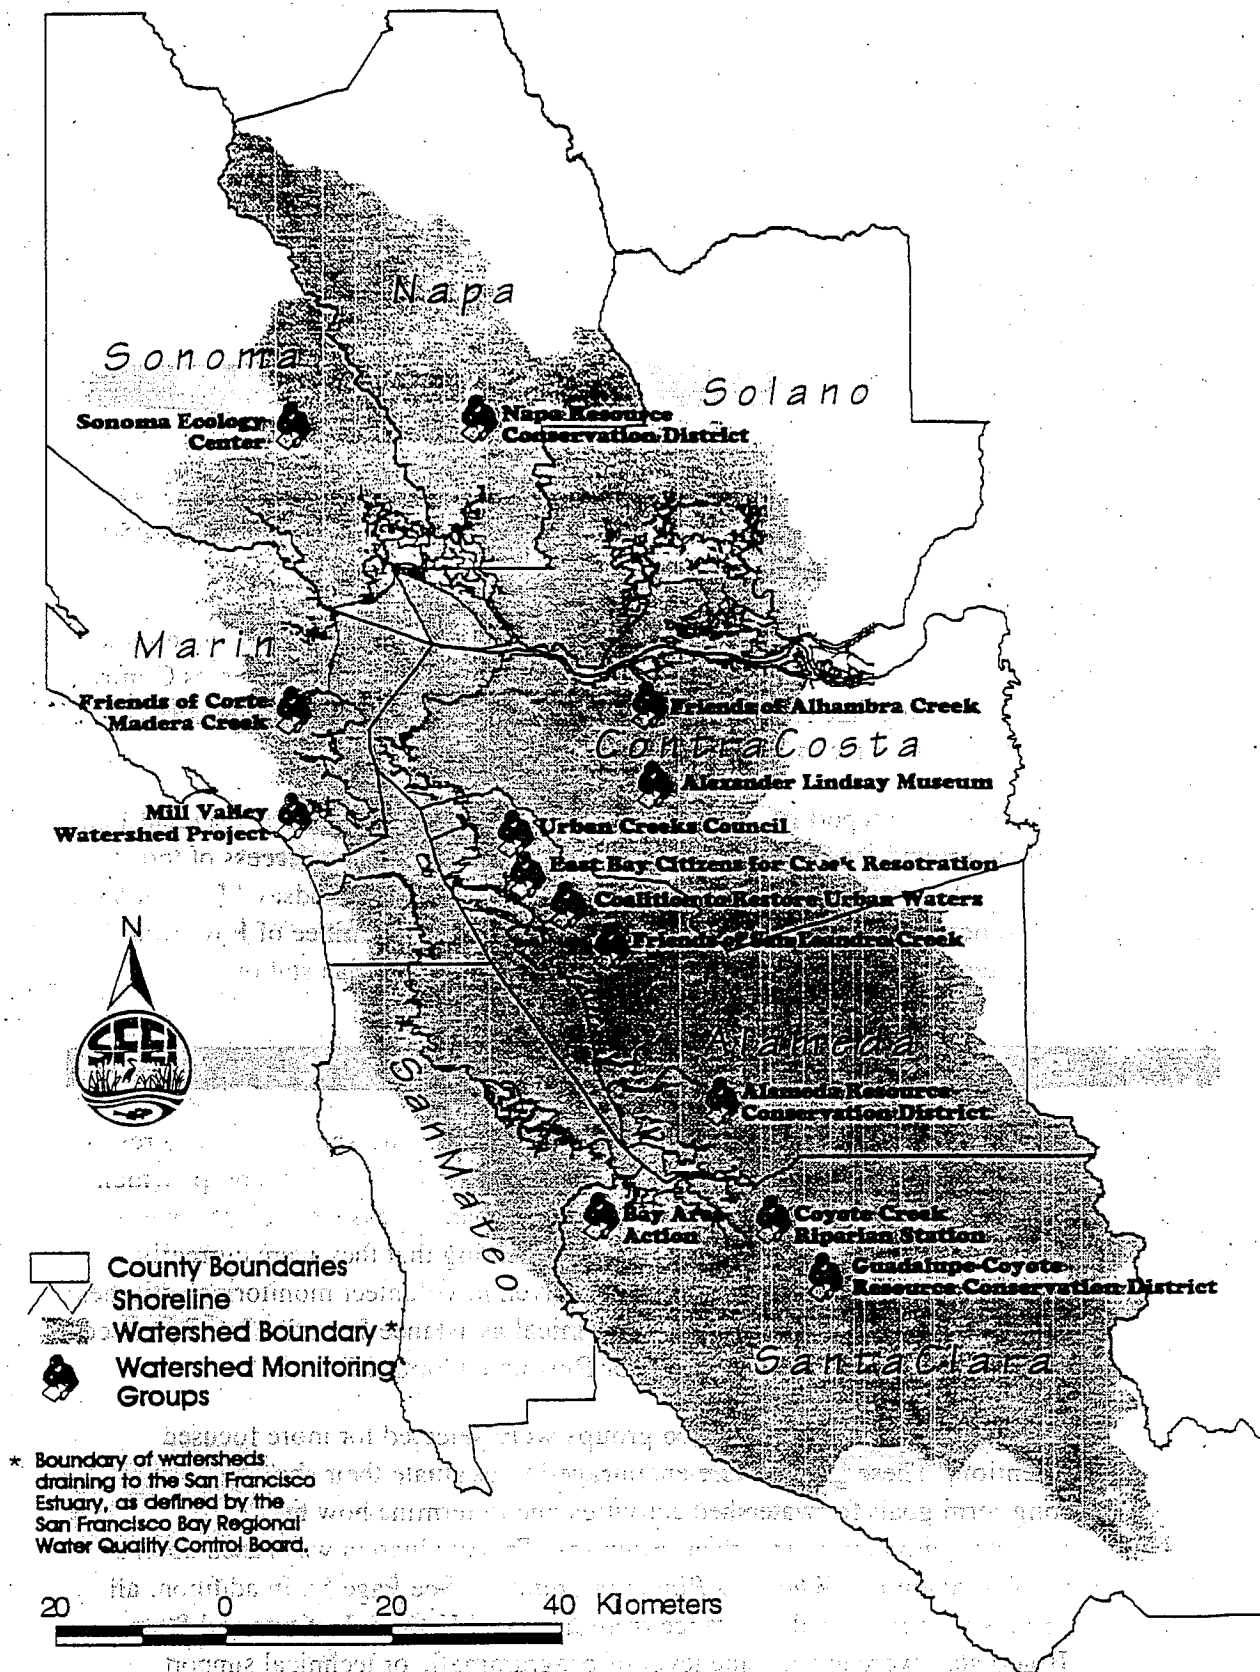 Napa
Sonoma
Solano
Sonoma Ecology
Center
Napa Resource
Conservation District
Marin
Friends of Corte
Madera Creek
Friends of Alhambra Creek
Contra Costa
Alexander Lindsay Museum
Mill Valley
Watershed Project
Urban Creeks Council
East Bay Citizens for Creek Resotration
Coalition to Restore Urban Waters
Friends of San Leandro Creek
N
SFEI
Alameda
San Mateo
Alameda Resource
Conservation District
Bay Area
Action
Coyote Creek
Riparian Station
Guadalupe-Coyote
Resource Conservation District
Santa Clara
County Boundaries
Shoreline
Watershed Boundary *
Watershed Monitoring
Groups
* Boundary of watersheds
draining to the San Francisco
Estuary, as defined by the
San Francisco Bay Regional
Water Quality Control Board.
20 0 20 40 Kilometers